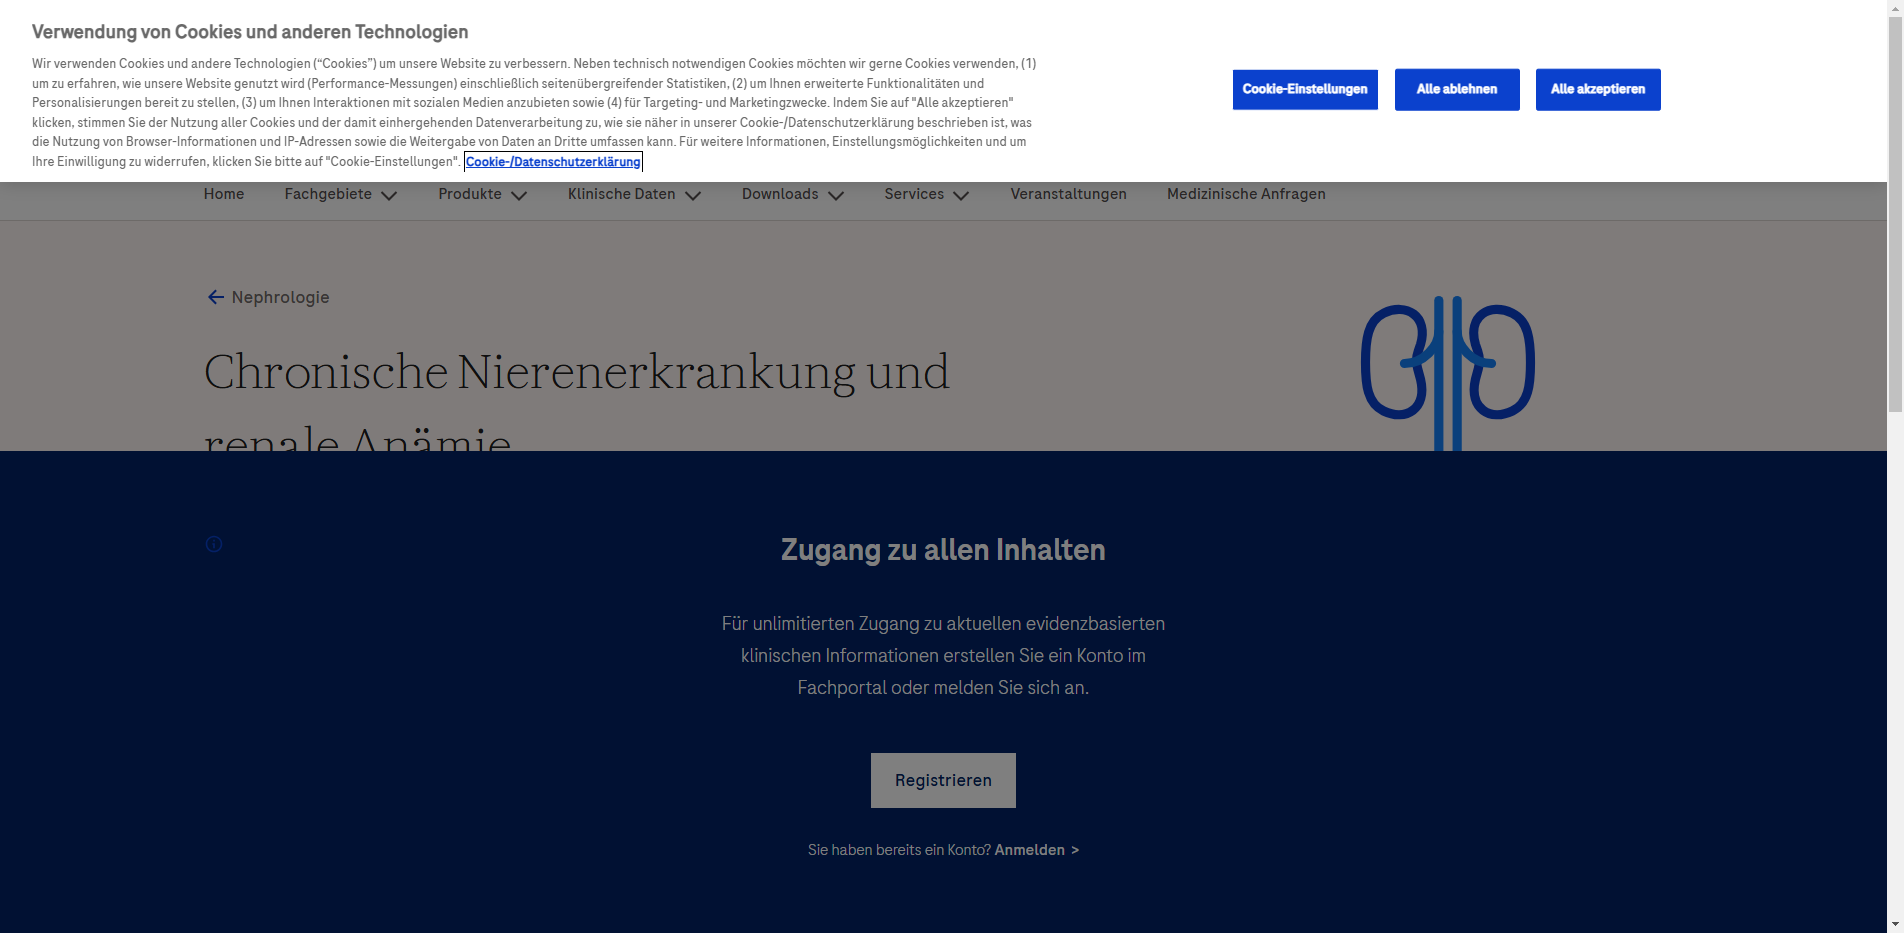 Verwendung von Cookies und anderen Technologien
Wir verwenden Cookies und andere Technologien (“Cookies”) um unsere Website zu verbessern. Neben technisch notwendigen Cookies möchten wir gerne Cookies verwenden, (1)
um zu erfahren, wie unsere Website genutzt wird (Performance-Messungen) einschließlich seitenübergreifender Statistiken, (2) um Ihnen erweiterte Funktionalitäten und
Personalisierungen bereit zu stellen, (3) um Ihnen Interaktionen mit sozialen Medien anzubieten sowie (4) für Targeting- und Marketingzwecke. Indem Sie auf "Alle akzeptieren"
klicken, stimmen Sie der Nutzung aller Cookies und der damit einhergehenden Datenverarbeitung zu, wie sie näher in unserer Cookie-/Datenschutzerklärung beschrieben ist, was
die Nutzung von Browser-Informationen und IP-Adressen sowie die Weitergabe von Daten an Dritte umfassen kann. Für weitere Informationen, Einstellungsmöglichkeiten und um
Ihre Einwilligung zu widerrufen, klicken Sie bitte auf "Cookie-Einstellungen". Cookie-/Datenschutzerklärung
Cookie-Einstellungen Alle ablehnen Alle akzeptieren
Home Fachgebiete Produkte Klinische Daten Downloads Services Veranstaltungen Medizinische Anfragen
Nephrologie
Chronische Nierenerkrankung und
renale Anämie
Zugang zu allen Inhalten
Für unlimitierten Zugang zu aktuellen evidenzbasierten
klinischen Informationen erstellen Sie ein Konto im
Fachportal oder melden Sie sich an.
Registrieren
Sie haben bereits ein Konto? Anmelden >